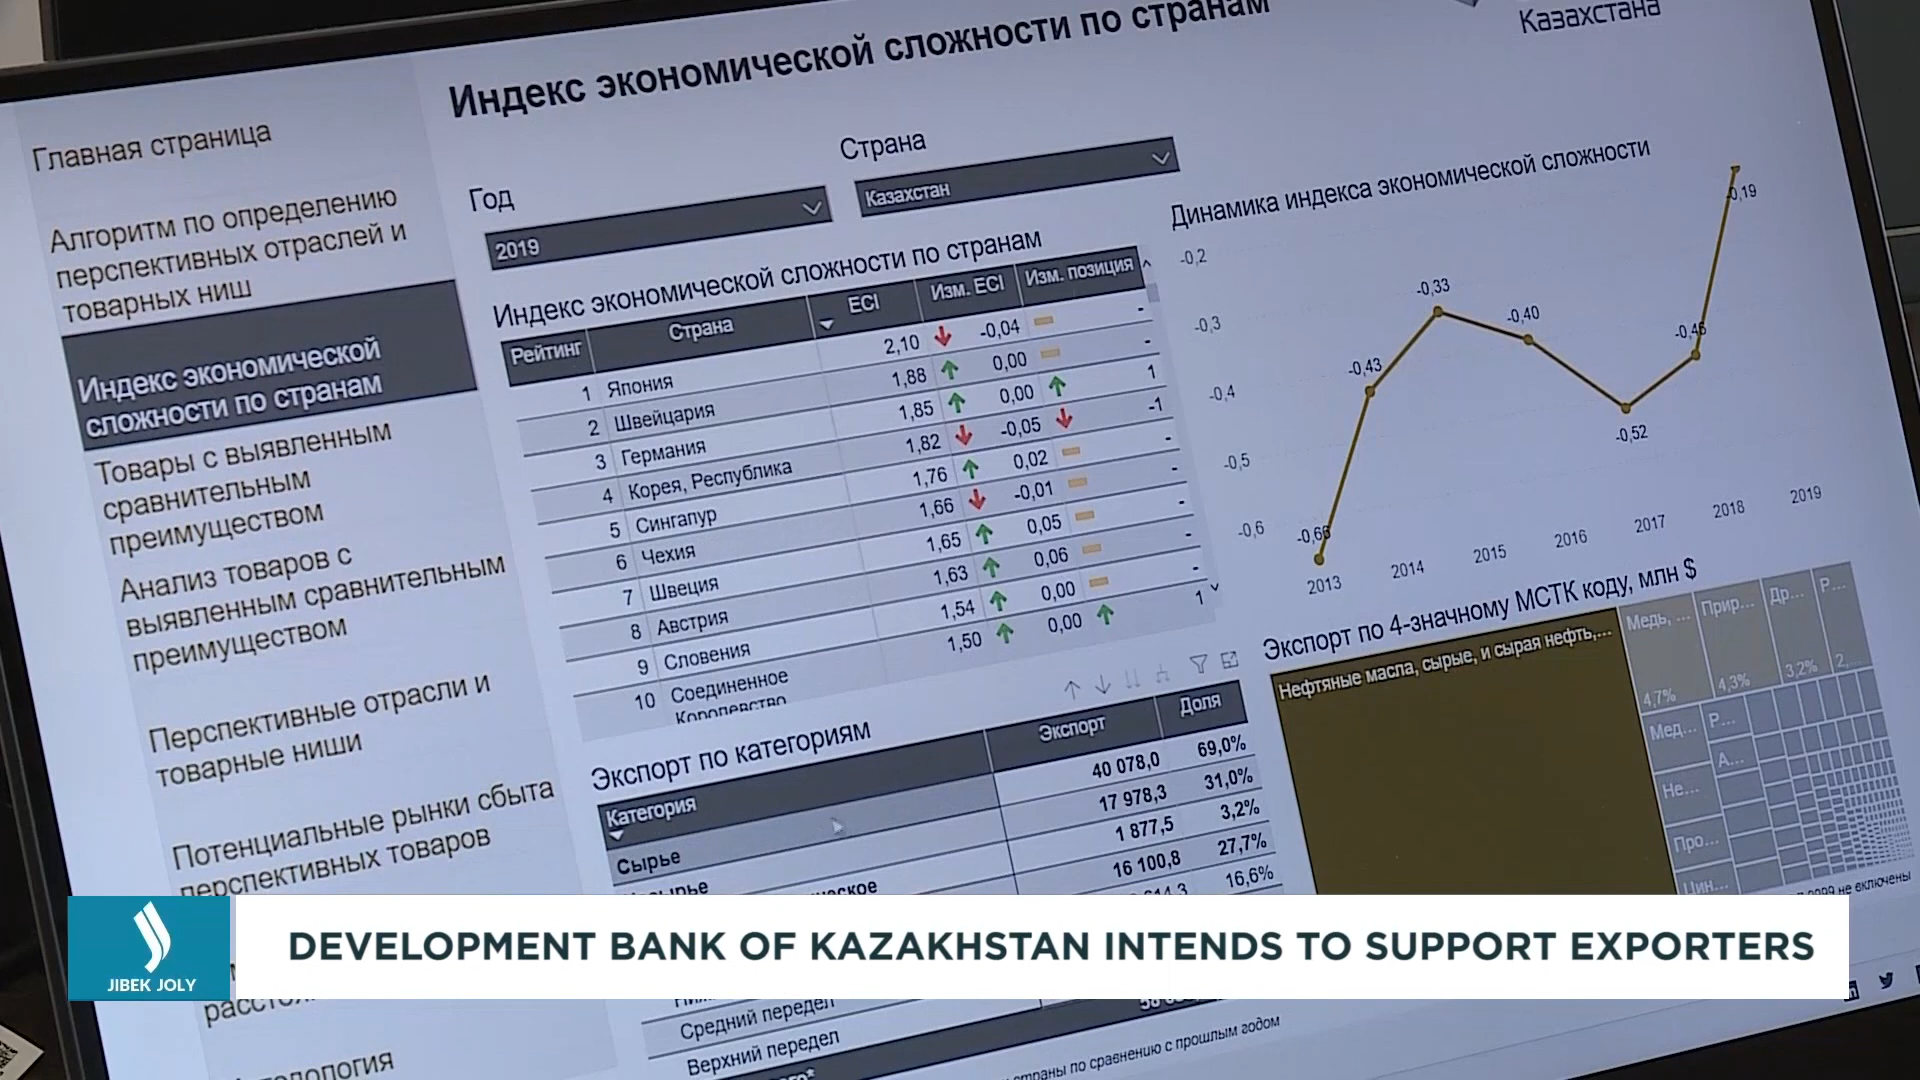 Индекс экономической сложности по странам
Казахстана
Главная страница
Алгоритм по определению
перспективных отраслей и
товарных ниш
Индекс экономической
сложности по странам
Товары с выявленным
сравнительным
преимуществом
Анализ товаров с
выявленным сравнительным
преимуществом
Перспективные отрасли и
товарные ниши
Потенциальные рынки сбыта
перспективных товаров
Год
2019
Страна
Казахстан
Индекс экономической сложности по странам
Рейтинг Страна ECI Изм. ECI Изм. позиция
1 Япония 2,10 -0,04 -
2 Швейцария 1,88 0,00 -
3 Германия 1,85 0,00 1
4 Корея, Республика 1,82 -0,05 -1
5 Сингапур 1,76 0,02 -
6 Чехия 1,66 -0,01 -
7 Швеция 1,65 0,05 -
8 Австрия 1,63 0,06 -
9 Словения 1,54 0,00 -
10 Соединенное 1,50 0,00 1
Королевство
Динамика индекса экономической сложности
-0,2
-0,3
-0,4
-0,5
-0,6
-0,66
-0,43
-0,33
-0,40
-0,52
-0,46
-0,19
2013 2014 2015 2016 2017 2018 2019
Экспорт по категориям
Категория Экспорт Доля
Сырье 40 078,0 69,0%
17 978,3 31,0%
1 877,5 3,2%
16 100,8 27,7%
16,6%
Средний передел
Верхний передел
страны по сравнению с прошлым годом
Экспорт по 4-значному МСТК коду, млн $
Нефтяные масла, сырые, и сырая нефть,...
Медь, ...
4,7%
Прир...
4,3%
Др...
3,2%
Р...
2,...
Мед...
Р...
А...
Не...
Про...
Цин...
не включены
JIBEK JOLY
DEVELOPMENT BANK OF KAZAKHSTAN INTENDS TO SUPPORT EXPORTERS